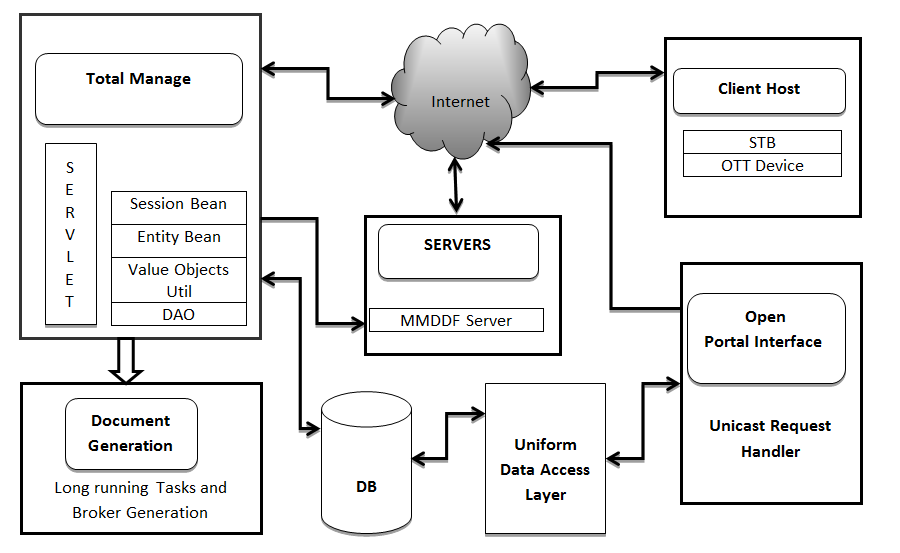 Total Manage
S
E
R
V
L
E
T
Session Bean
Entity Bean
Value Objects
Util
DAO
Internet
Client Host
STB
OTT Device
SERVERS
MMDDF Server
Open
Portal Interface
Unicast Request
Handler
Document
Generation
Long running Tasks and
Broker Generation
DB
Uniform
Data Access
Layer